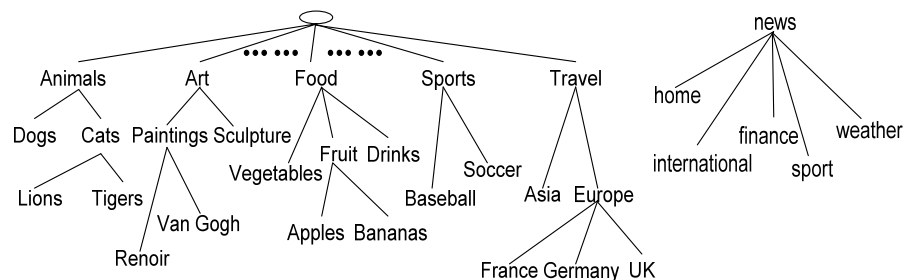 news
Animals Art Food Sports Travel
home
Dogs Cats Paintings Sculpture
finance weather
Vegetables Fruit Drinks Soccer
international sport
Lions Tigers Baseball Asia Europe
Van Gogh
Apples Bananas
Renoir
France Germany UK